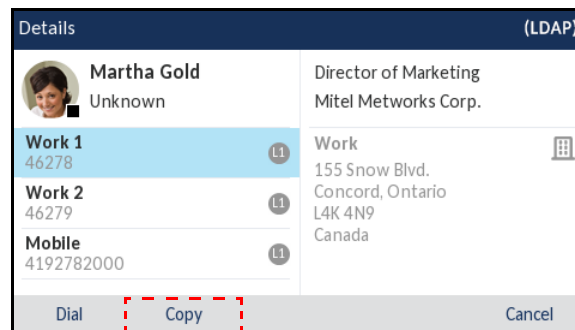 Details
(LDAP)
Martha Gold
Unknown
Work 1
46278
L1
Work 2
46279
L1
Mobile
4192782000
L1
Director of Marketing
Mitel Metworks Corp.
Work
155 Snow Blvd.
Concord, Ontario
L4K 4N9
Canada
Dial
Copy
Cancel